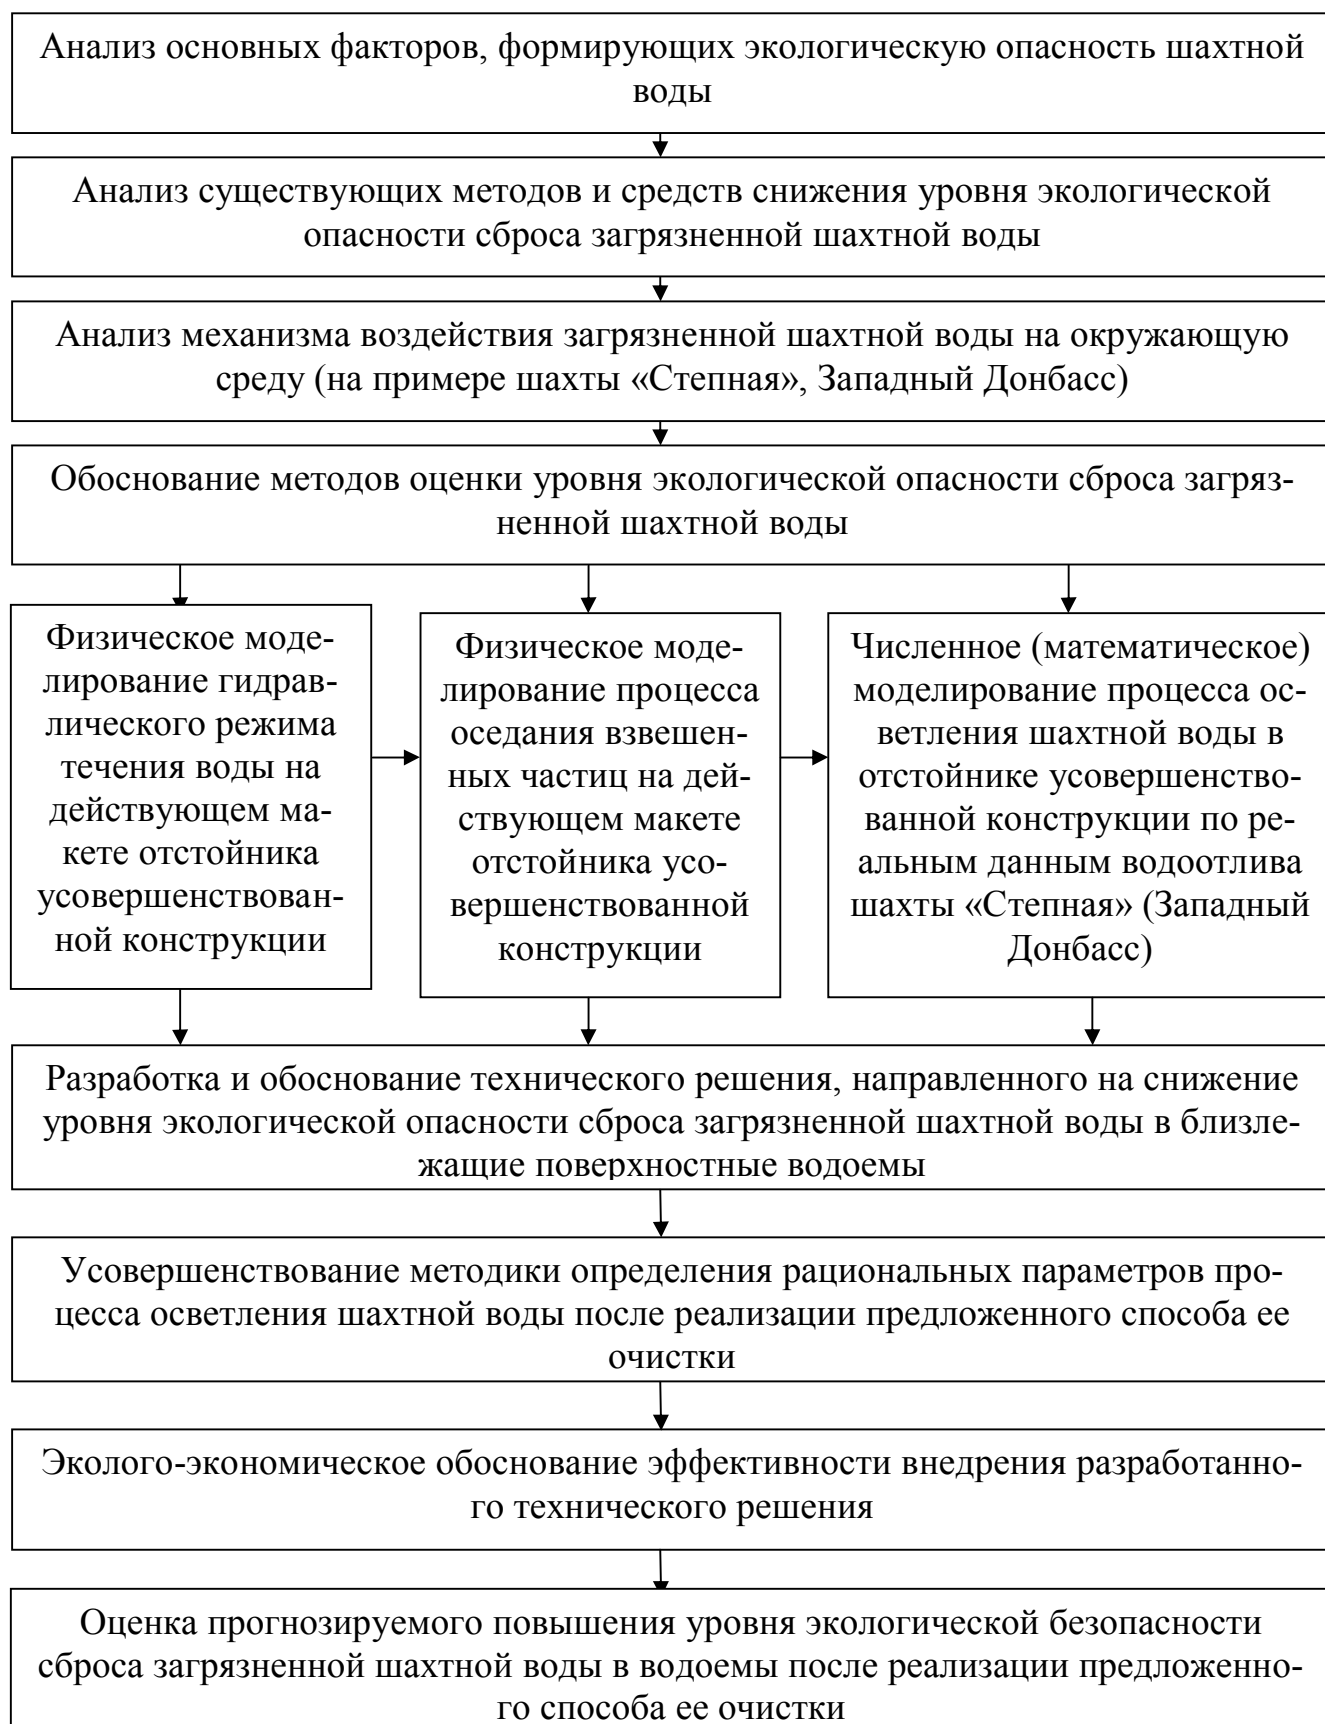 Анализ основных факторов, формирующих экологическую опасность шахтной
воды
Анализ существующих методов и средств снижения уровня экологической
опасности сброса загрязненной шахтной воды
Анализ механизма воздействия загрязненной шахтной воды на окружающую
среду (на примере шахты «Степная», Западный Донбасс)
Обоснование методов оценки уровня экологической опасности сброса загряз-
ненной шахтной воды
Физическое моде-
лирование гидрав-
лического режима
течения воды на
действующем ма-
кете отстойника
усовершенствован-
ной конструкции
Физическое моде-
лирование процесса
оседания взвешен-
ных частиц на дей-
ствующем макете
отстойника усо-
вершенствованной
конструкции
Численное (математическое)
моделирование процесса ос-
ветления шахтной воды в
отстойнике усовершенство-
ванной конструкции по ре-
альным данным водоотлива
шахты «Степная» (Западный
Донбасс)
Разработка и обоснование технического решения, направленного на снижение
уровня экологической опасности сброса загрязненной шахтной воды в близле-
жащие поверхностные водоемы
Усовершенствование методики определения рациональных параметров про-
цесса осветления шахтной воды после реализации предложенного способа ее
очистки
Эколого-экономическое обоснование эффективности внедрения разработанно-
го технического решения
Оценка прогнозируемого повышения уровня экологической безопасности
сброса загрязненной шахтной воды в водоемы после реализации предложенно-
го способа ее очистки